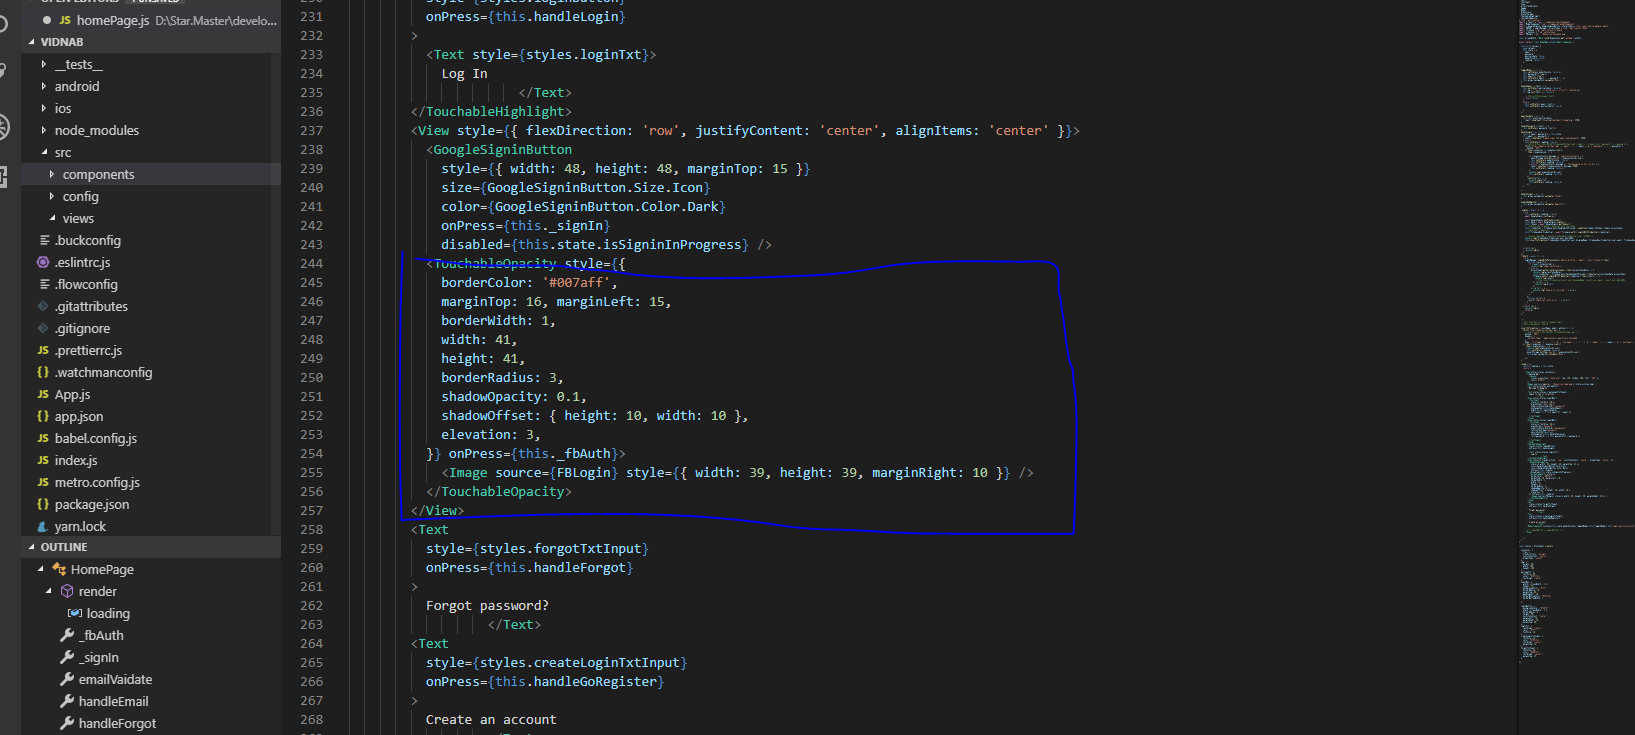 homePage.js D:\Star.Master\develo...
VIDNAB
__tests__
android
ios
node_modules
src
components
config
views
.buckconfig
.eslintrc.js
.flowconfig
.gitattributes
.gitignore
.prettierrc.js
.watchmanconfig
App.js
app.json
babel.config.js
index.js
metro.config.js
package.json
yarn.lock
OUTLINE
HomePage
render
loading
_fbAuth
_signIn
emailVaidate
handleEmail
handleForgot
231 onPress={this.handleLogin}
232 >
233 <Text style={styles.loginTxt}>
234 Log In
235 </Text>
236 </TouchableHighlight>
237 <View style={{ flexDirection: 'row', justifyContent: 'center', alignItems: 'center' }}>
238 <GoogleSigninButton
239 style={{ width: 48, height: 48, marginTop: 15 }}
240 size={GoogleSigninButton.Size.Icon}
241 color={GoogleSigninButton.Color.Dark}
242 onPress={this._signIn}
243 disabled={this.state.isSigninInProgress} />
244 <TouchableOpacity style={{
245 borderColor: '#007aff',
246 marginTop: 16, marginLeft: 15,
247 borderWidth: 1,
248 width: 41,
249 height: 41,
250 borderRadius: 3,
251 shadowOpacity: 0.1,
252 shadowOffset: { height: 10, width: 10 },
253 elevation: 3,
254 }} onPress={this._fbAuth}>
255 <Image source={FBLogin} style={{ width: 39, height: 39, marginRight: 10 }} />
256 </TouchableOpacity>
257 </View>
258 <Text
259 style={styles.forgotTxtInput}
260 onPress={this.handleForgot}
261 >
262 Forgot password?
263 </Text>
264 <Text
265 style={styles.createLoginTxtInput}
266 onPress={this.handleGoRegister}
267 >
268 Create an account